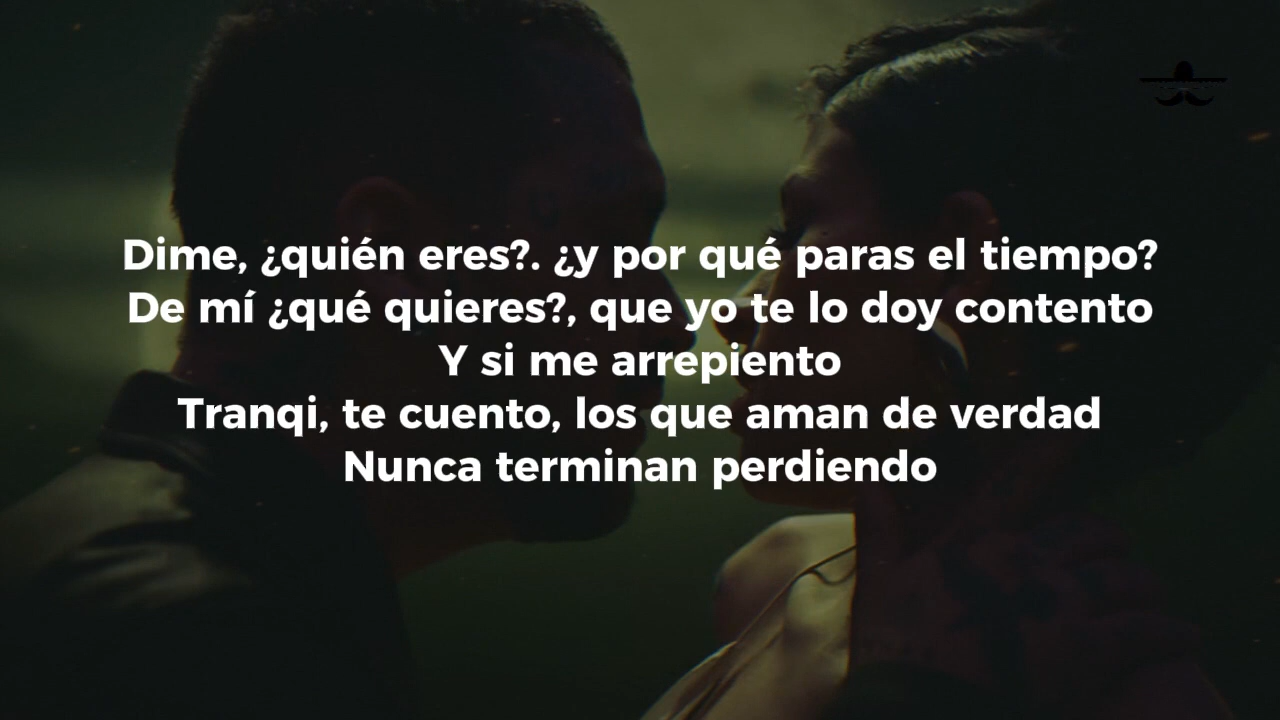 Dime, ¿quién eres?. ¿y por qué paras el tiempo?
De mí ¿qué quieres?, que yo te lo doy contento
Y si me arrepiento
Tranqi, te cuento, los que aman de verdad
Nunca terminan perdiendo